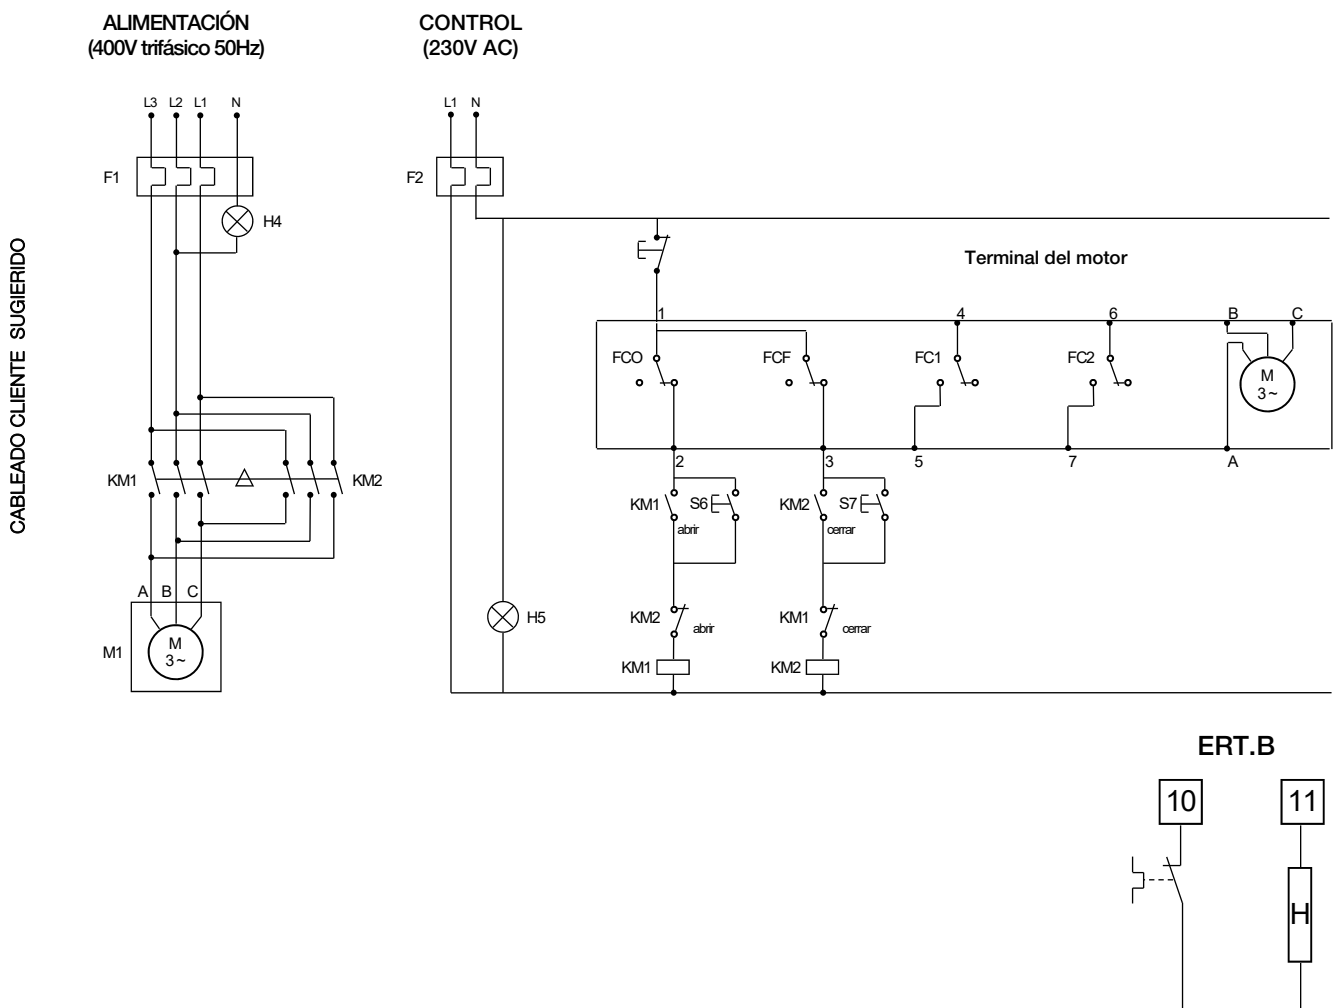 ALIMENTACIÓN
(400V trifásico 50Hz)
CONTROL
(230V AC)
L3 L2 L1 N
L1 N
F1
F2
H4
CABLEADO CLIENTE SUGIERIDO
Terminal del motor
1
4
6
B
C
FCO
FCF
FC1
FC2
M
3~
2
3
5
7
A
KM1
KM2
KM1
S6
abrir
KM2
S7
cerrar
A B C
M1
M
3~
H5
KM2
abrir
KM1
cerrar
KM1
KM2
ERT.B
10
11
H